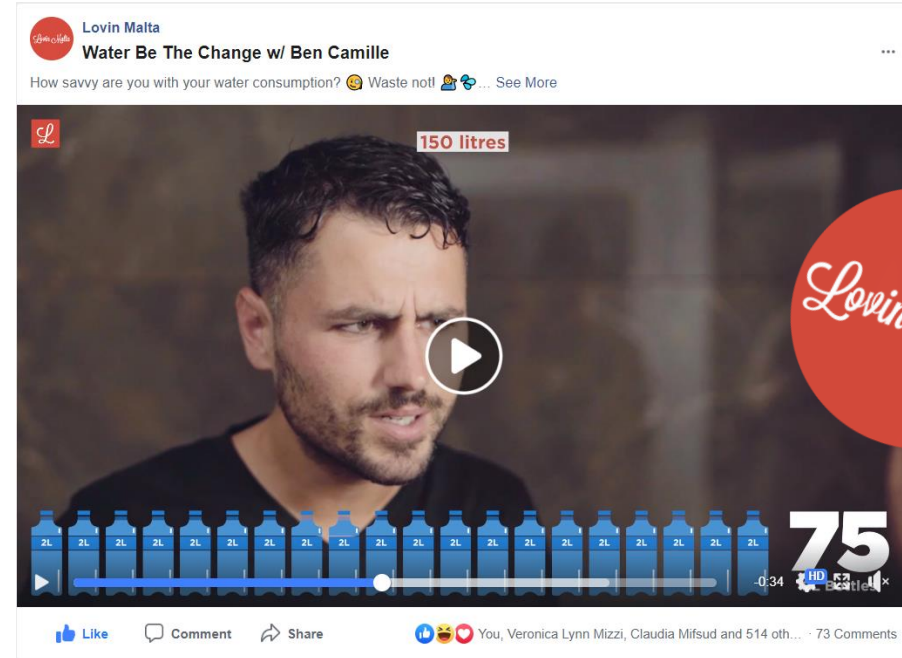 Lovin Malta
Lovin Malta
Water Be The Change w/ Ben Camille
How savvy are you with your water consumption? 🧐 Waste not! 💁‍♂️💦... See More
L
150 litres
Lovin
2L 2L 2L 2L 2L 2L 2L 2L 2L 2L 2L 2L 2L 2L 2L 2L 2L 2L 2L 2L
75
-0:34 HD
Like Comment Share You, Veronica Lynn Mizzi, Claudia Mifsud and 514 oth... · 73 Comments